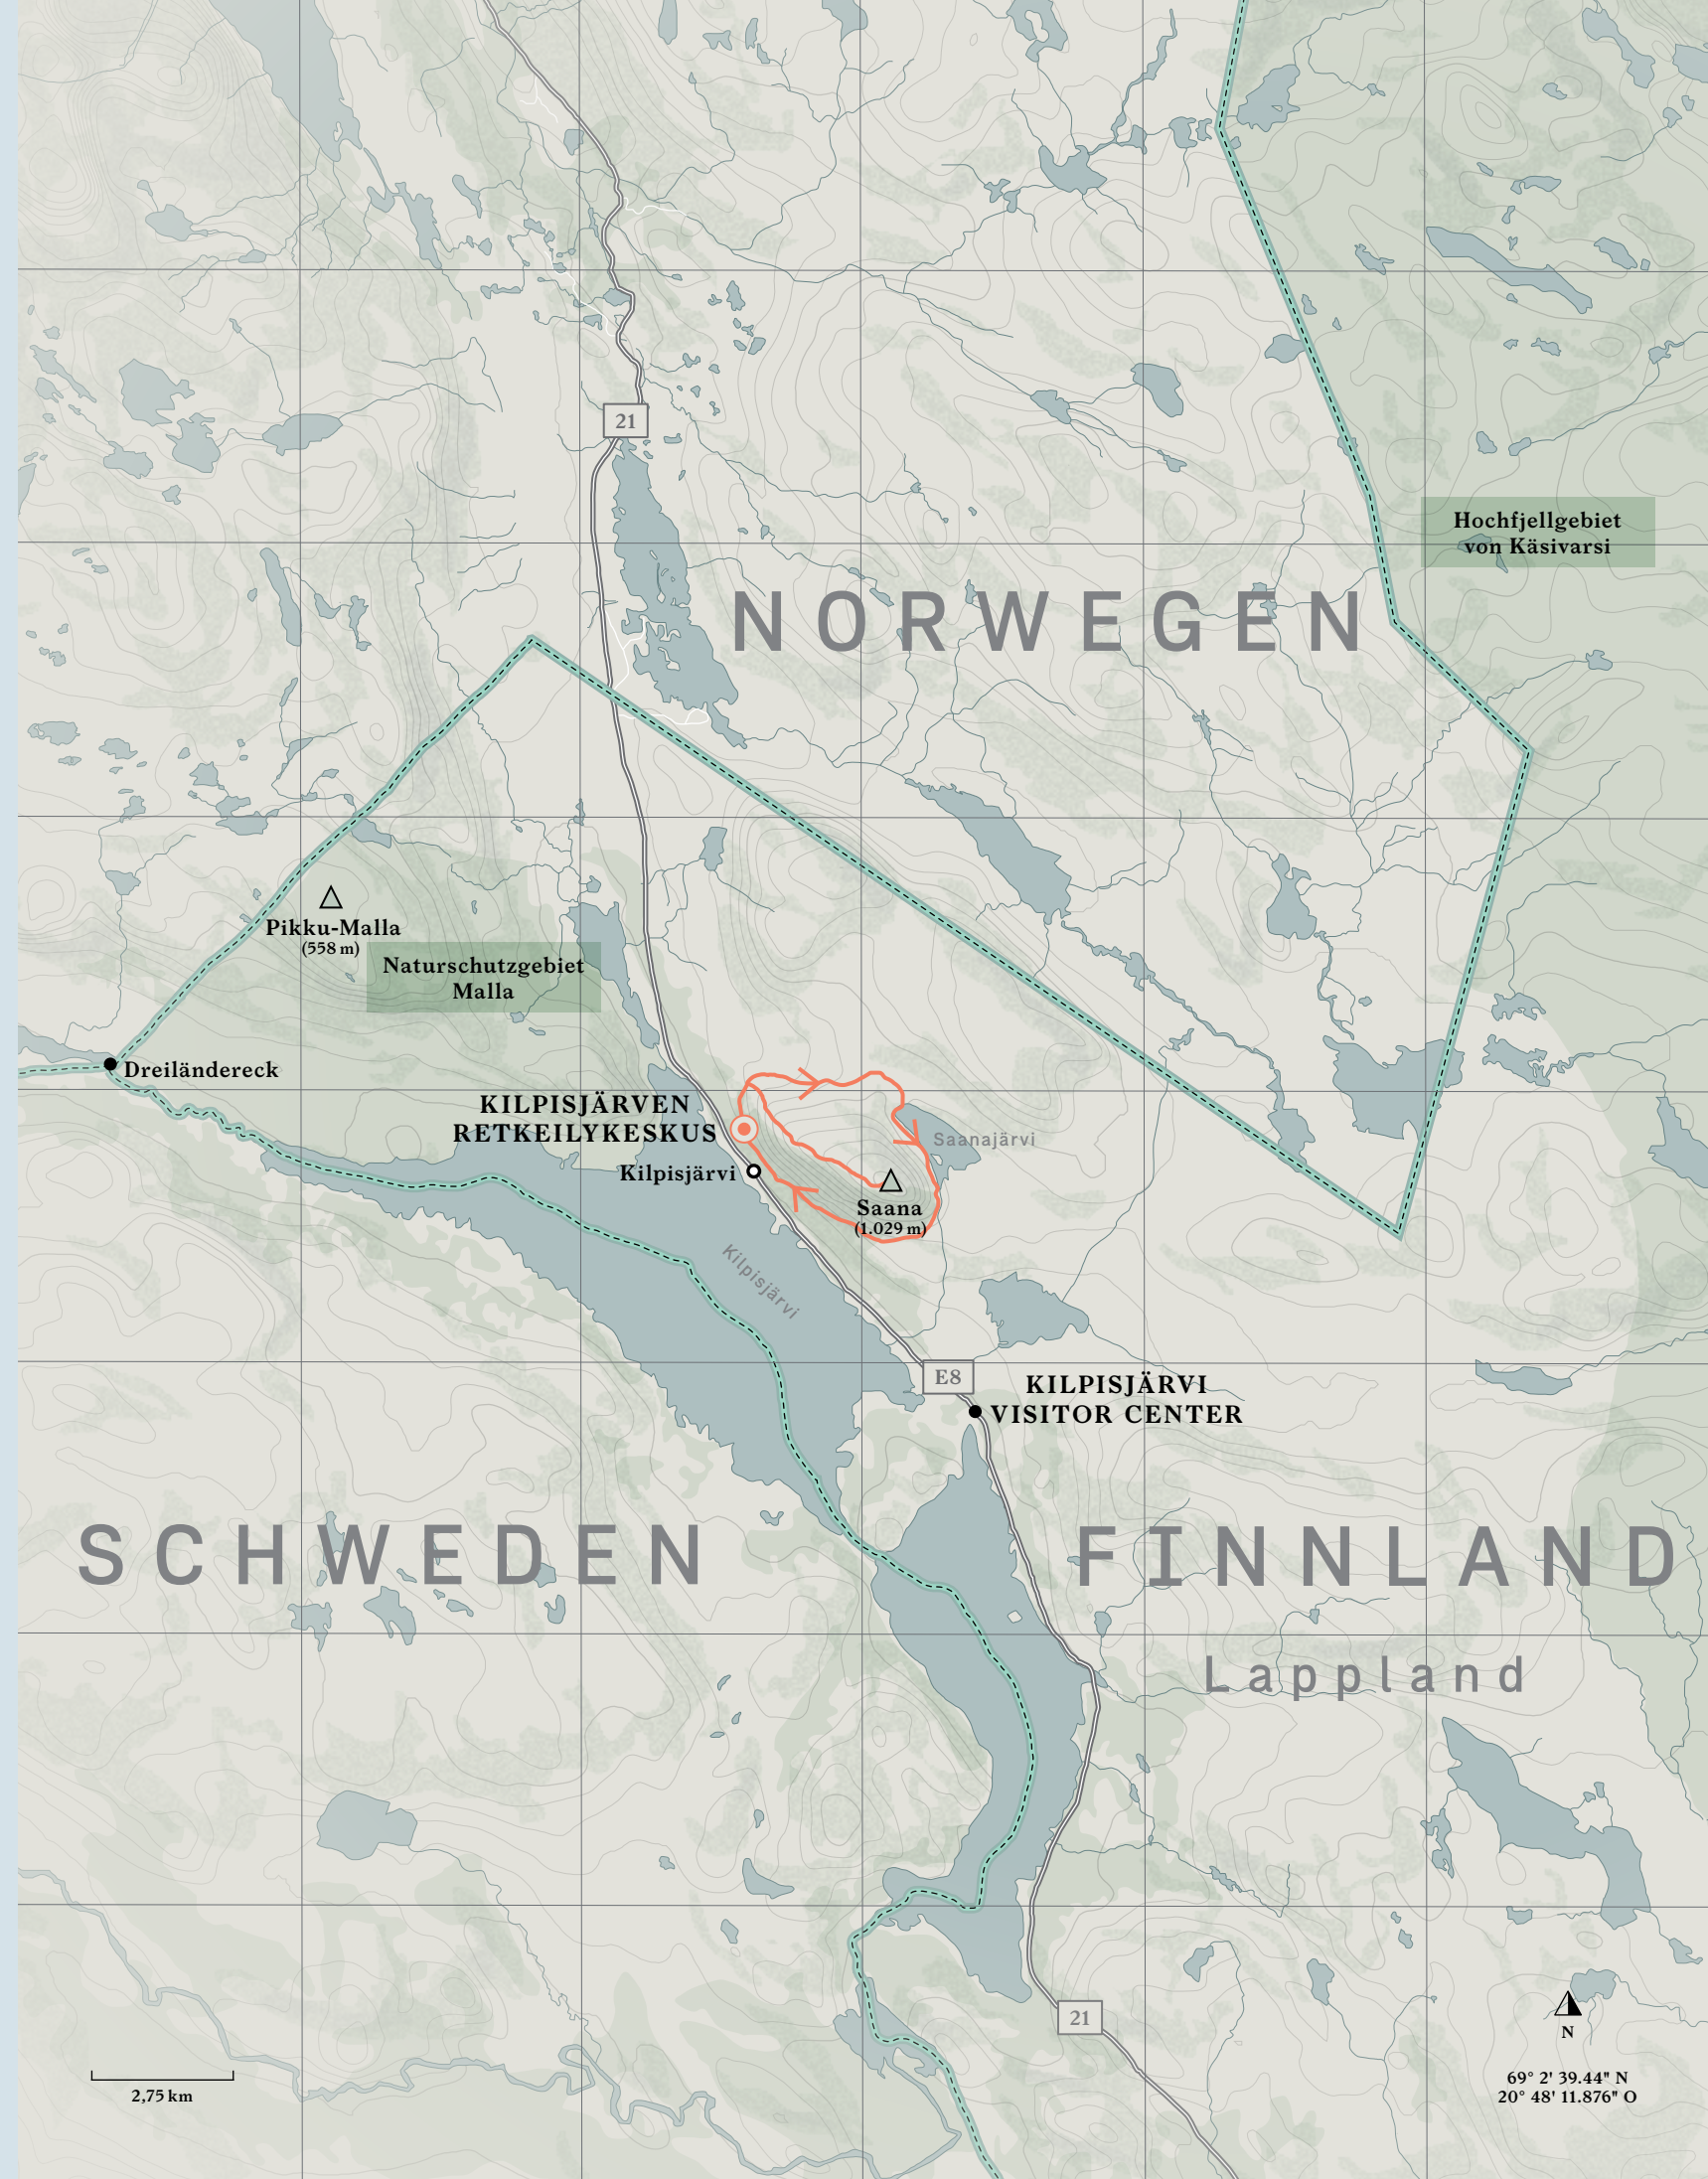 21
Hochfjellgebiet
von Käsivarsi
NORWEGEN
Pikku-Malla
(558 m)
Naturschutzgebiet
Malla
Dreiländereck
KILPISJÄRVEN
RETKEILYKESKUS
Kilpisjärvi
Saanajärvi
Saana
(1.029 m)
Kilpisjärvi
E8
KILPISJÄRVI
VISITOR CENTER
SCHWEDEN
FINNLAND
Lappland
21
N
2,75 km
69° 2' 39.44" N
20° 48' 11.876" O